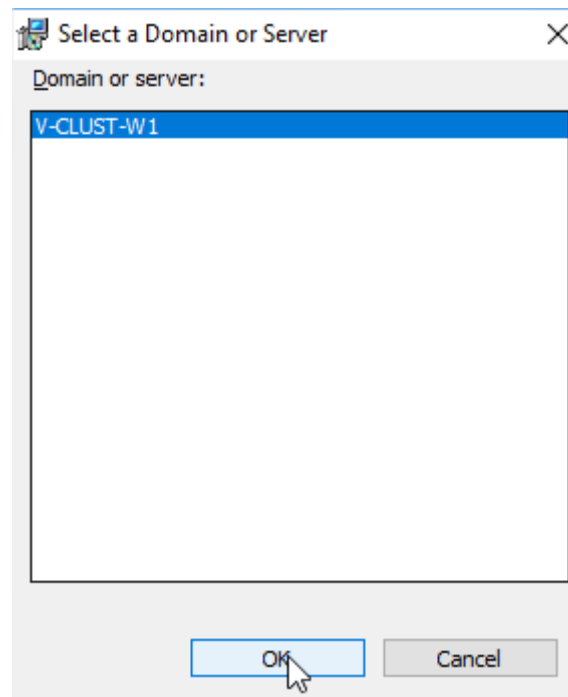 Select a Domain or Server
Domain or server:
V-CLUST-W1
OK
Cancel